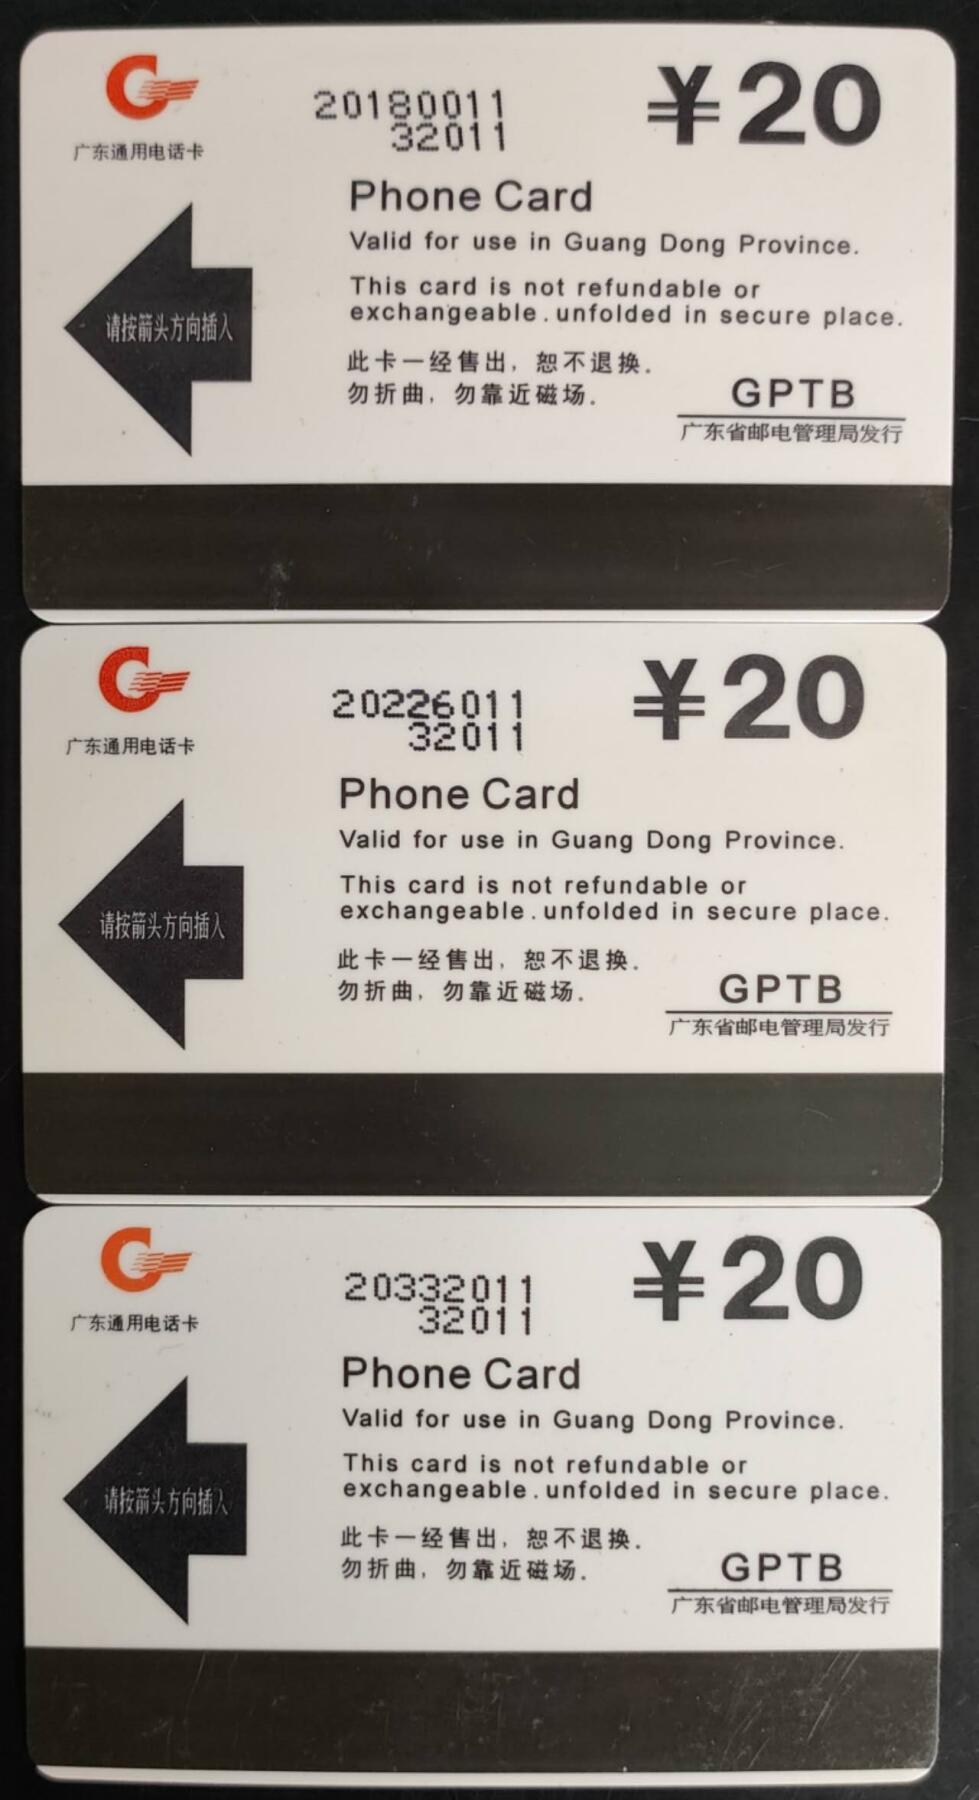 20180011
32011
¥20
广东通用电话卡
Phone Card
Valid for use in Guang Dong Province.
This card is not refundable or
exchangeable.unfolded in secure place.
请按箭头方向插入
此卡一经售出，恕不退换.
勿折曲，勿靠近磁场.
GPTB
广东省邮电管理局发行
20226011
32011
¥20
广东通用电话卡
Phone Card
Valid for use in Guang Dong Province.
This card is not refundable or
exchangeable.unfolded in secure place.
请按箭头方向插入
此卡一经售出，恕不退换.
勿折曲，勿靠近磁场.
GPTB
广东省邮电管理局发行
20332011
32011
¥20
广东通用电话卡
Phone Card
Valid for use in Guang Dong Province.
This card is not refundable or
exchangeable.unfolded in secure place.
请按箭头方向插入
此卡一经售出，恕不退换.
勿折曲，勿靠近磁场.
GPTB
广东省邮电管理局发行